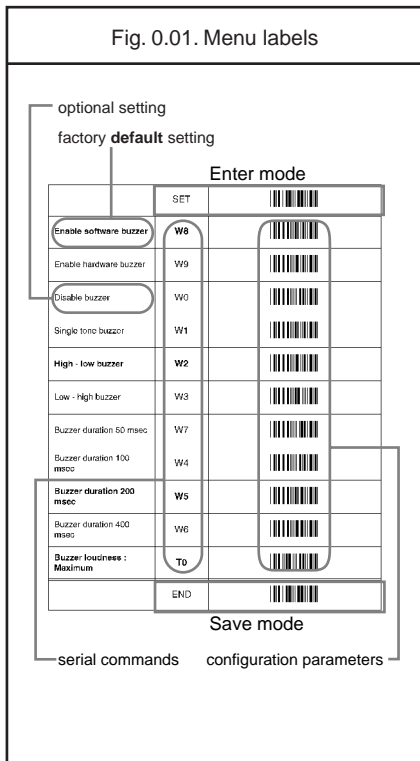 Fig. 0.01. Menu labels
optional setting
factory default setting
Enter mode
SET
Enable software buzzer W8
Enable hardware buzzer W9
Disable buzzer W0
Single tone buzzer W1
High - low buzzer W2
Low - high buzzer W3
Buzzer duration 50 msec W7
Buzzer duration 100
msec W4
Buzzer duration 200
msec W5
Buzzer duration 400
msec W6
Buzzer loudness :
Maximum T0
END
Save mode
serial commands configuration parameters